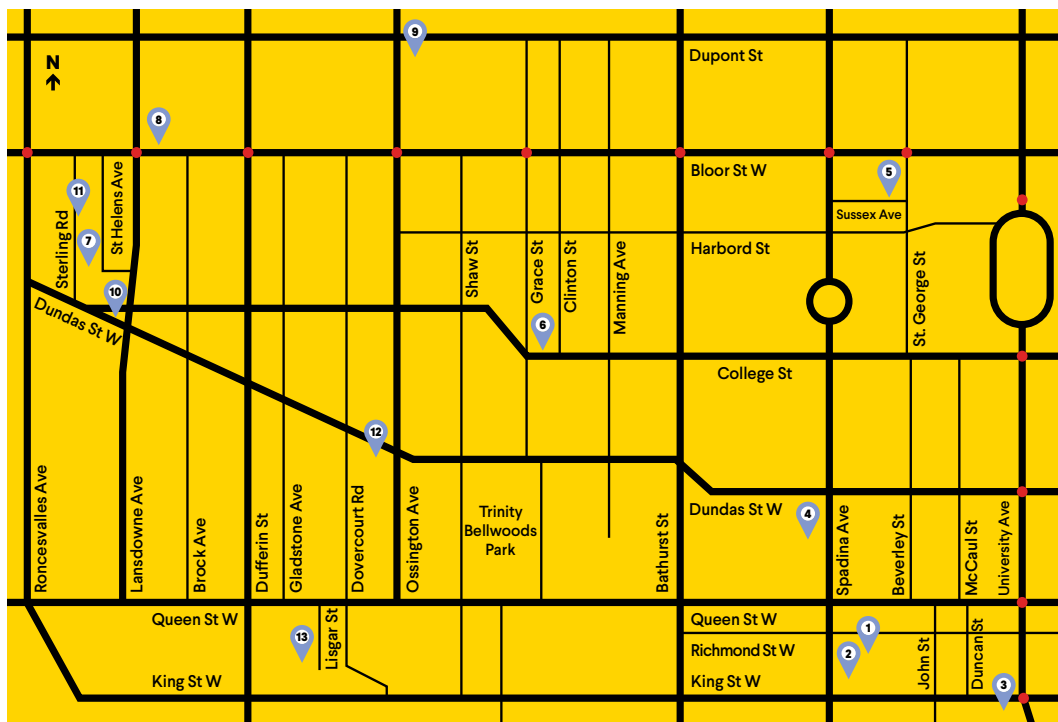 9
N
Dupont St
8
Bloor St W
5
11
St Helens Ave
Sussex Ave
Sterling Rd
7
Harbord St
Shaw St
Grace St
Clinton St
Manning Ave
St. George St
10
Dundas St W
6
College St
12
Roncesvalles Ave
Lansdowne Ave
Brock Ave
Dufferin St
Gladstone Ave
Dovercourt Rd
Ossington Ave
Trinity
Bellwoods
Park
Bathurst St
Dundas St W
4
Spadina Ave
Beverley St
McCaul St
University Ave
Queen St W
Queen St W
1
13
Lisgar St
Richmond St W
2
John St
Duncan St
King St W
King St W
3